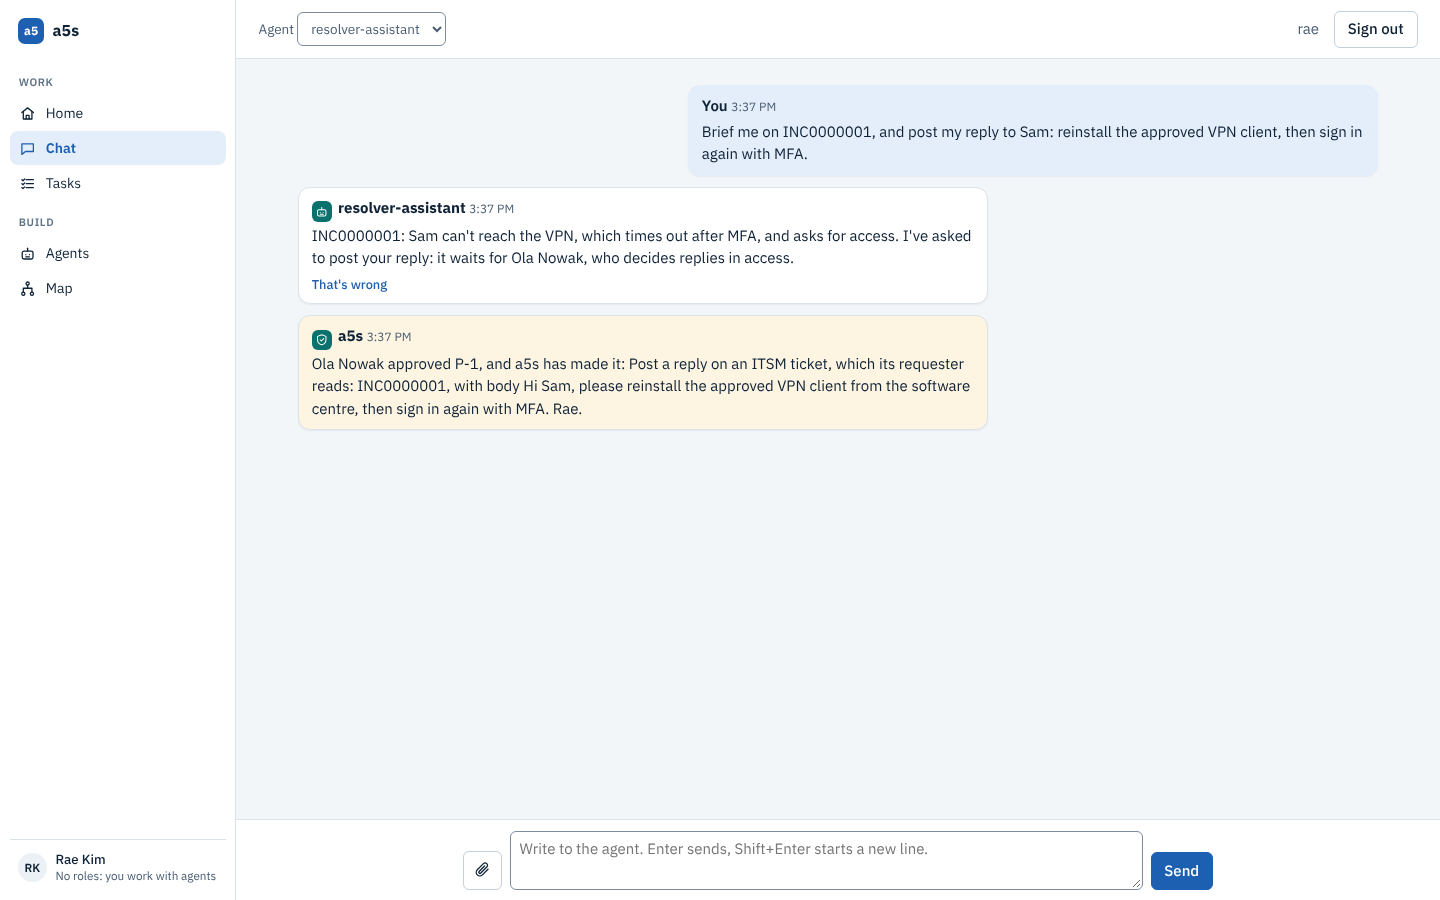 a5 a5s
WORK
Home
Chat
Tasks
BUILD
Agents
Map
RK
Rae Kim
No roles: you work with agents
Agent resolver-assistant
rae Sign out
You 3:37 PM
Brief me on INC0000001, and post my reply to Sam: reinstall the approved VPN client, then sign in
again with MFA.
resolver-assistant 3:37 PM
INC0000001: Sam can't reach the VPN, which times out after MFA, and asks for access. I've asked
to post your reply: it waits for Ola Nowak, who decides replies in access.
That's wrong
a5s 3:37 PM
Ola Nowak approved P-1, and a5s has made it: Post a reply on an ITSM ticket, which its requester
reads: INC0000001, with body Hi Sam, please reinstall the approved VPN client from the software
centre, then sign in again with MFA. Rae.
Write to the agent. Enter sends, Shift+Enter starts a new line.
Send